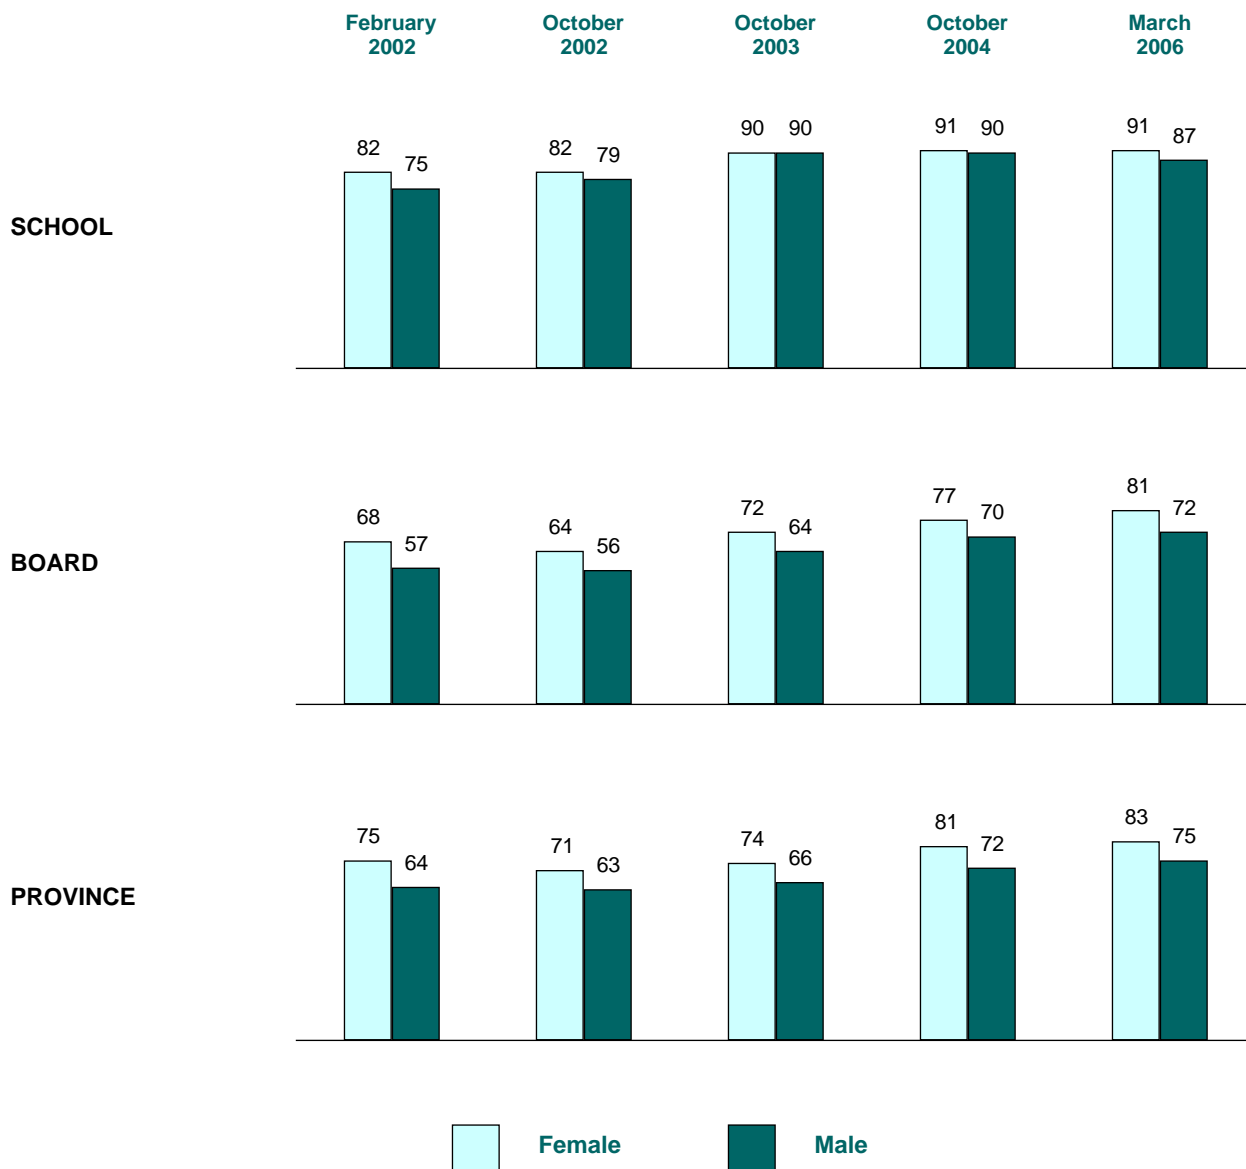 February October October October March
2002 2002 2003 2004 2006
90 90 91 90 91 87
82 75 82 79
SCHOOL
68 57 64 56 72 64 77 70 81 72
BOARD
75 64 71 63 74 66 81 72 83 75
PROVINCE
Female Male